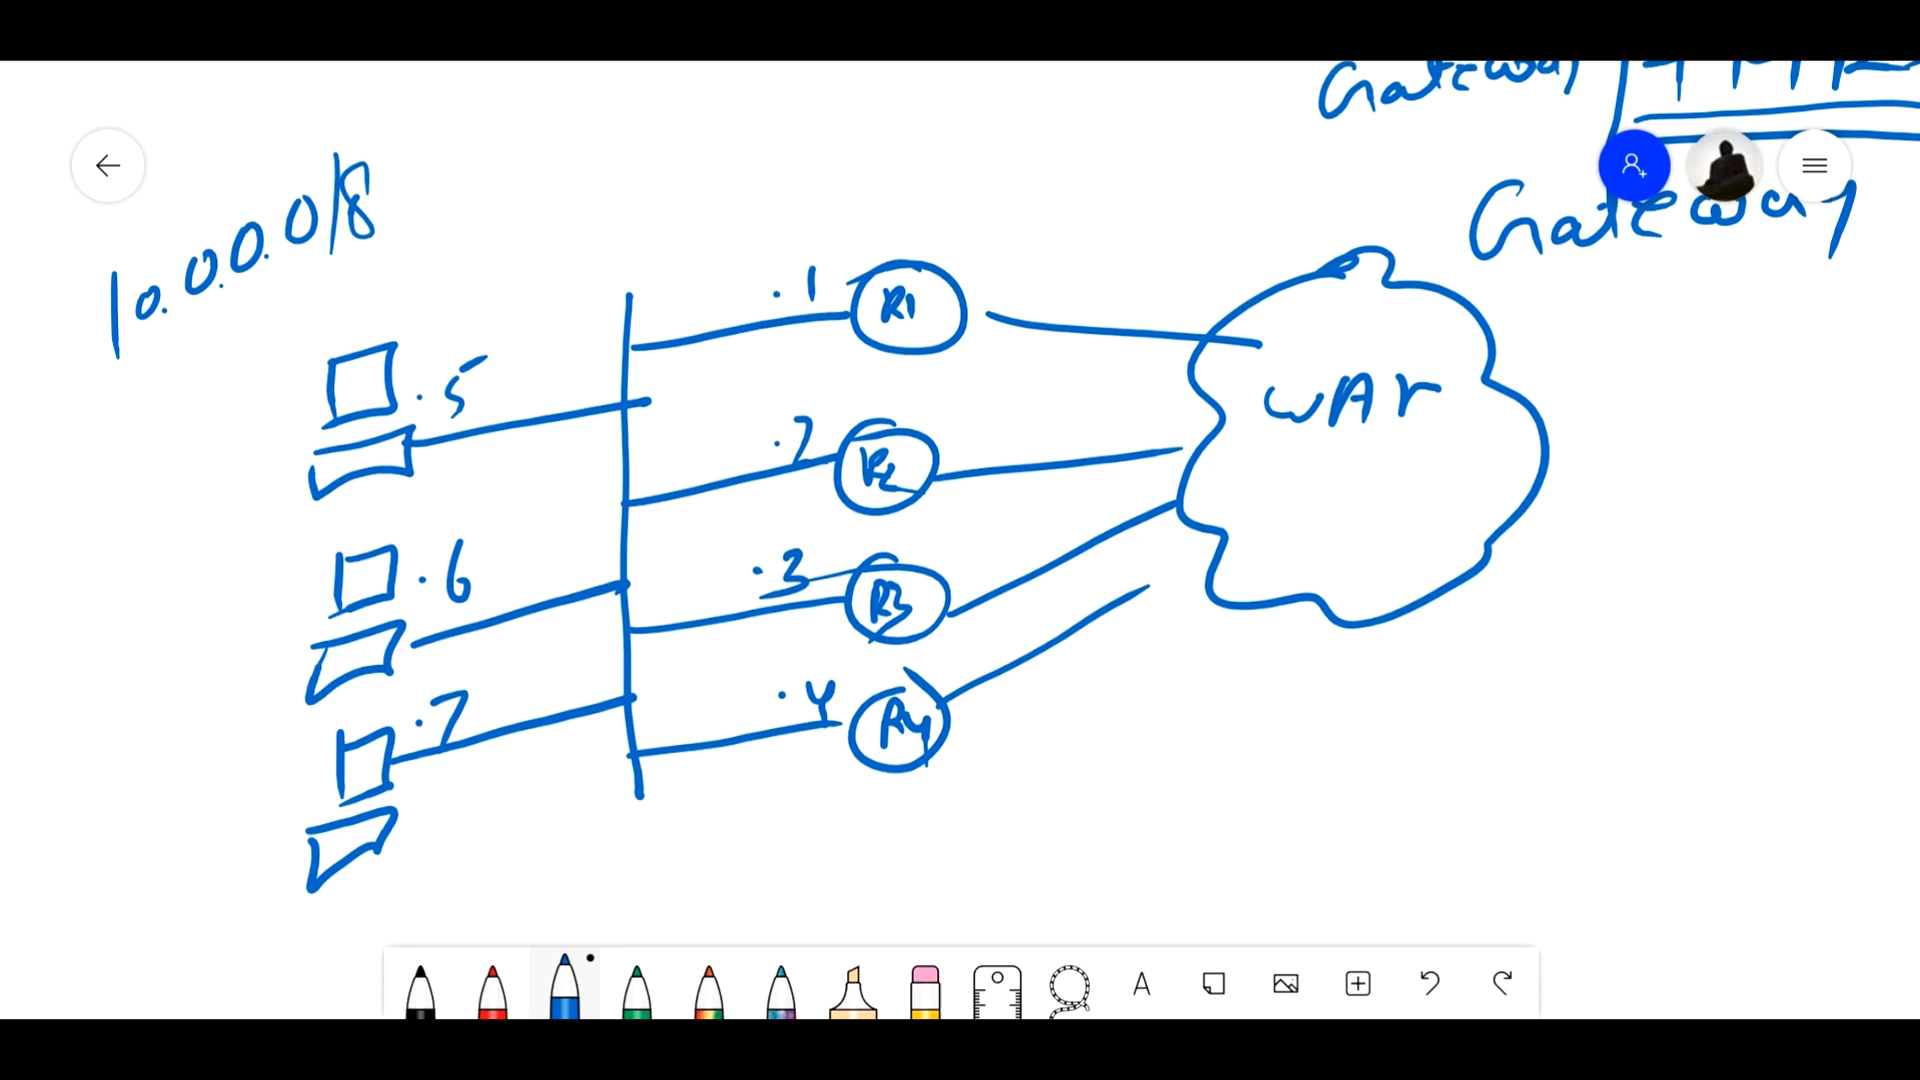 Gateway
Gateway
10.0.0.0/8
.1 R1
.5
WAN
.2 R2
.6
.3 R3
.7
.4 R4
A